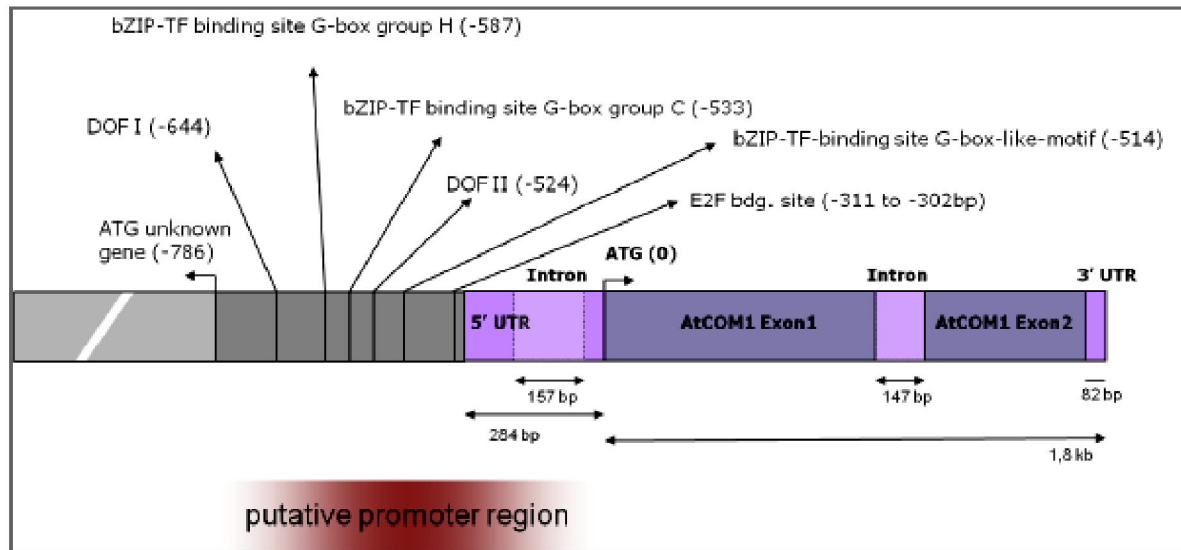 bZIP-TF binding site G-box group H (-587)
bZIP-TF binding site G-box group C (-533)
DOF I (-644)
bZIP-TF-binding site G-box-like-motif (-514)
DOF II (-524)
E2F bdg. site (-311 to -302bp)
ATG unknown
gene (-786)
ATG (0)
Intron
Intron
3' UTR
5' UTR
AtCOM1 Exon1
AtCOM1 Exon2
157 bp
147 bp
82 bp
284 bp
1,8 kb
putative promoter region